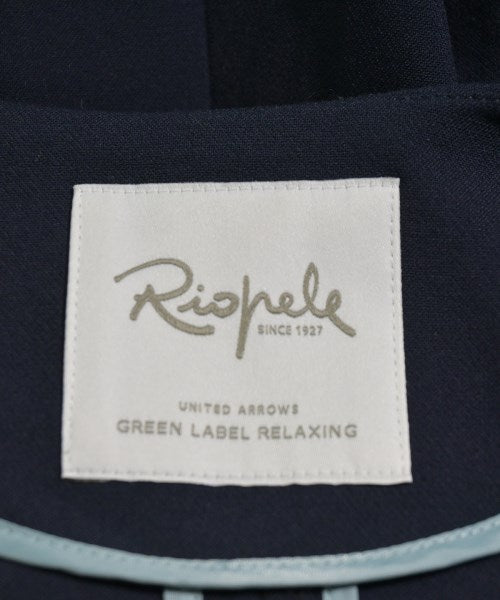 Riopele
SINCE 1927
UNITED ARROWS
GREEN LABEL RELAXING